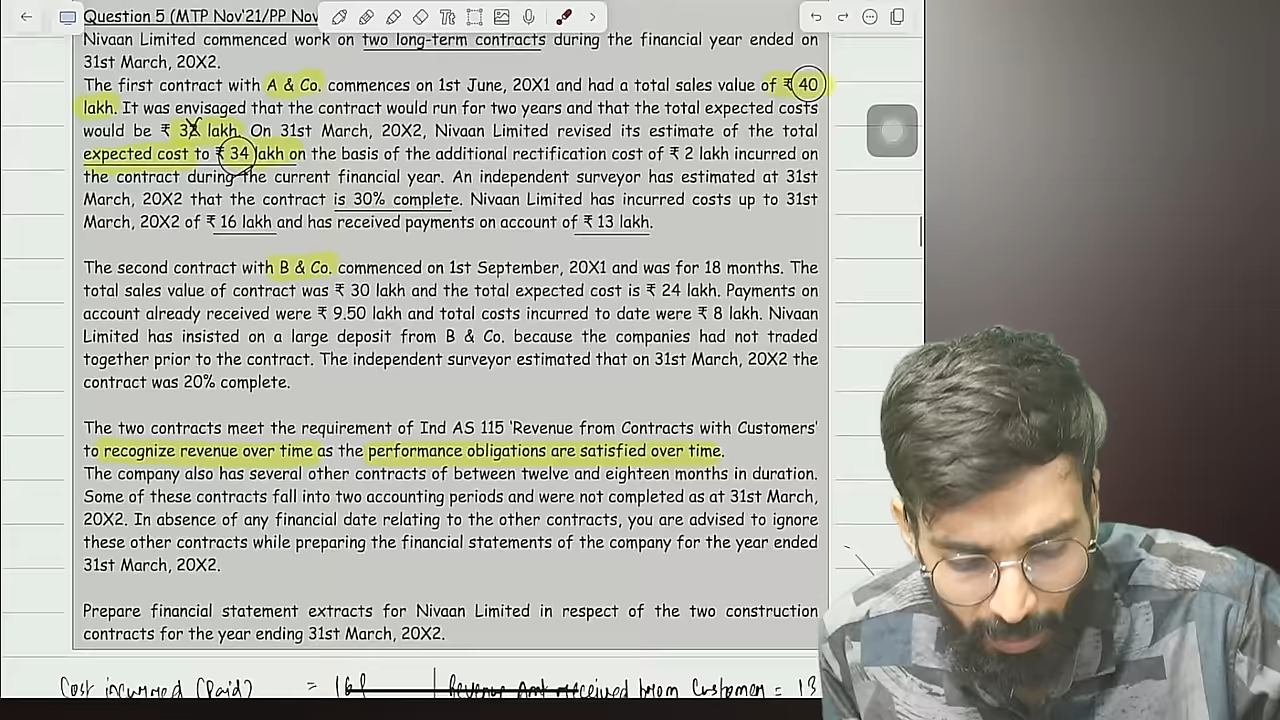 Question 5 (MTP Nov'21/PP Nov
Nivaan Limited commenced work on two long-term contracts during the financial year ended on
31st March, 20X2.
The first contract with A & Co. commences on 1st June, 20X1 and had a total sales value of ₹ 40
lakh. It was envisaged that the contract would run for two years and that the total expected costs
would be ₹ 32 lakh. On 31st March, 20X2, Nivaan Limited revised its estimate of the total
expected cost to ₹ 34 lakh on the basis of the additional rectification cost of ₹ 2 lakh incurred on
the contract during the current financial year. An independent surveyor has estimated at 31st
March, 20X2 that the contract is 30% complete. Nivaan Limited has incurred costs up to 31st
March, 20X2 of ₹ 16 lakh and has received payments on account of ₹ 13 lakh.
The second contract with B & Co. commenced on 1st September, 20X1 and was for 18 months. The
total sales value of contract was ₹ 30 lakh and the total expected cost is ₹ 24 lakh. Payments on
account already received were ₹ 9.50 lakh and total costs incurred to date were ₹ 8 lakh. Nivaan
Limited has insisted on a large deposit from B & Co. because the companies had not traded
together prior to the contract. The independent surveyor estimated that on 31st March, 20X2 the
contract was 20% complete.
The two contracts meet the requirement of Ind AS 115 'Revenue from Contracts with Customers'
to recognize revenue over time as the performance obligations are satisfied over time.
The company also has several other contracts of between twelve and eighteen months in duration.
Some of these contracts fall into two accounting periods and were not completed as at 31st March,
20X2. In absence of any financial date relating to the other contracts, you are advised to ignore
these other contracts while preparing the financial statements of the company for the year ended
31st March, 20X2.
Prepare financial statement extracts for Nivaan Limited in respect of the two construction
contracts for the year ending 31st March, 20X2.
Cost incurred (Paid) = 16 Amt received from Customer = 13